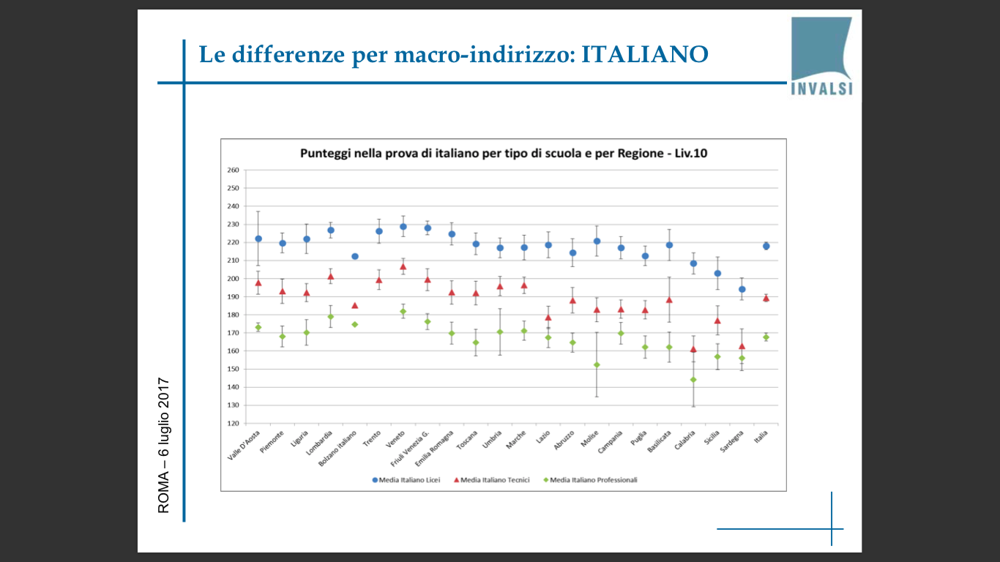 Le differenze per macro-indirizzo: ITALIANO
INVALSI
Punteggi nella prova di italiano per tipo di scuola e per Regione - Liv.10
260
250
240
230
220
210
200
190
180
170
160
150
140
130
120
Valle D'Aosta
Piemonte
Liguria
Lombardia
Bolzano italiano
Trento
Veneto
Friuli Venezia G.
Emilia Romagna
Toscana
Umbria
Marche
Lazio
Abruzzo
Molise
Campania
Puglia
Basilicata
Calabria
Sicilia
Sardegna
Italia
Media Italiano Licei
Media Italiano Tecnici
Media Italiano Professionali
ROMA – 6 luglio 2017